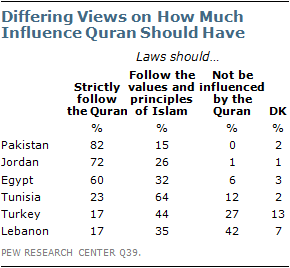 Differing Views on How Much
Influence Quran Should Have
Laws should…
Strictly follow the Quran
Follow the values and principles of Islam
Not be influenced by the Quran
DK
% % % %
Pakistan 82 15 0 2
Jordan 72 26 1 1
Egypt 60 32 6 3
Tunisia 23 64 12 2
Turkey 17 44 27 13
Lebanon 17 35 42 7
PEW RESEARCH CENTER Q39.